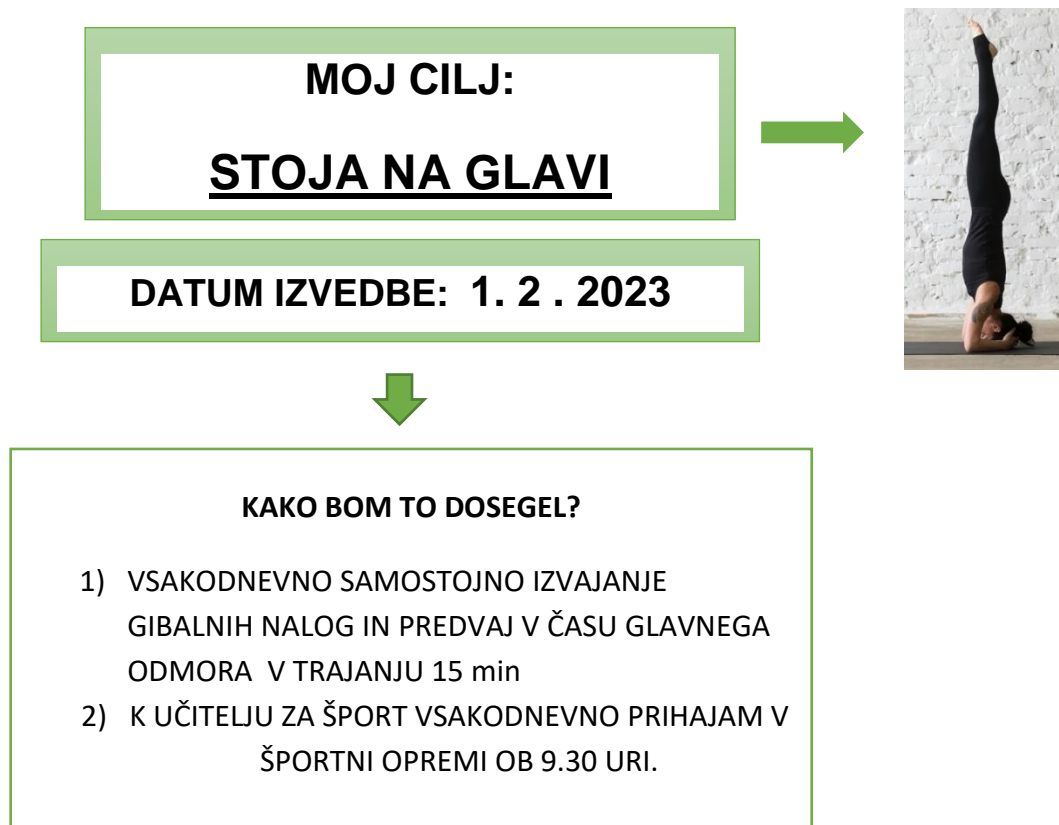 MOJ CILJ:
STOJA NA GLAVI
DATUM IZVEDBE: 1. 2 . 2023
KAKO BOM TO DOSEGEL?
1) VSAKODNEVNO SAMOSTOJNO IZVAJANJE
GIBALNIH NALOG IN PREDVAJ V ČASU GLAVNEGA
ODMORA V TRAJANJU 15 min
2) K UČITELJU ZA ŠPORT VSAKODNEVNO PRIHAJAM V
ŠPORTNI OPREMI OB 9.30 URI.